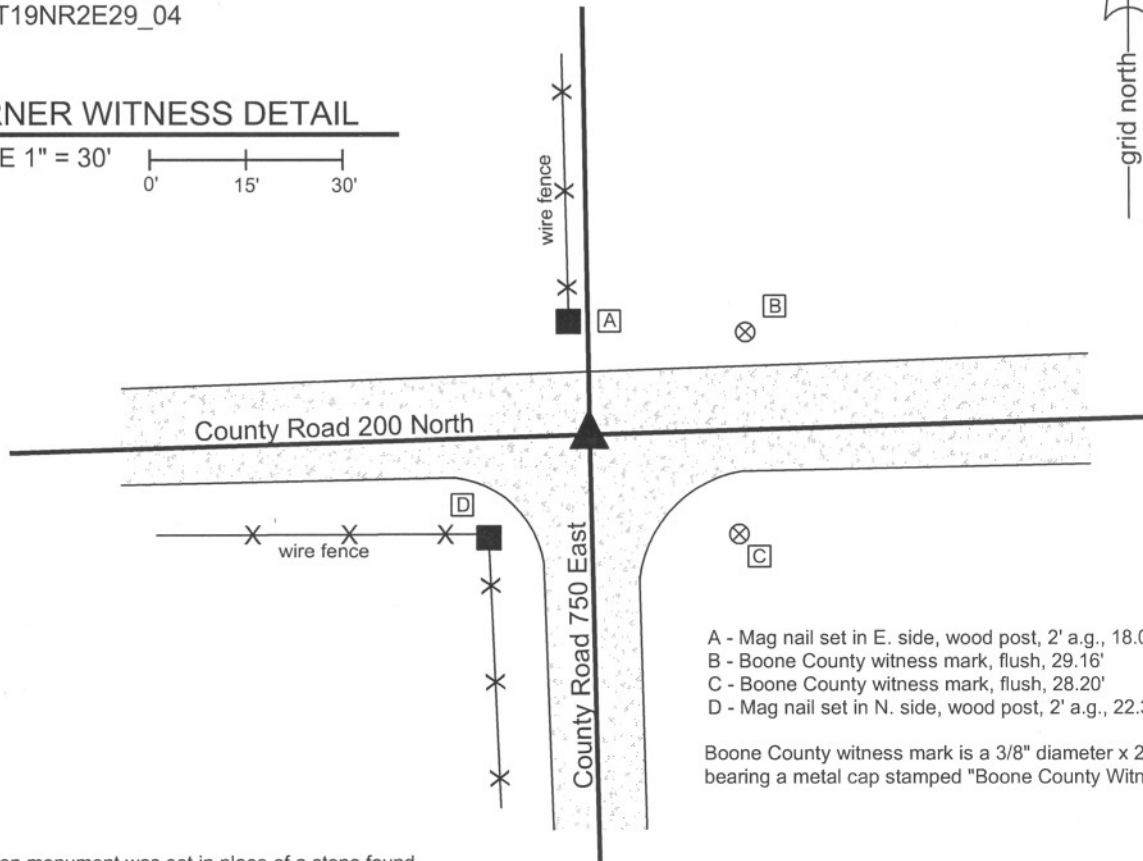 T19NR2E29_04
RNER WITNESS DETAIL
E 1" = 30'
0' 15' 30'
grid north
wire fence
A
B
County Road 200 North
D
wire fence
C
County Road 750 East
A - Mag nail set in E. side, wood post, 2' a.g., 18.0
B - Boone County witness mark, flush, 29.16'
C - Boone County witness mark, flush, 28.20'
D - Mag nail set in N. side, wood post, 2' a.g., 22.3
Boone County witness mark is a 3/8" diameter x 2
bearing a metal cap stamped "Boone County Witn
on monument was set in place of a stone found